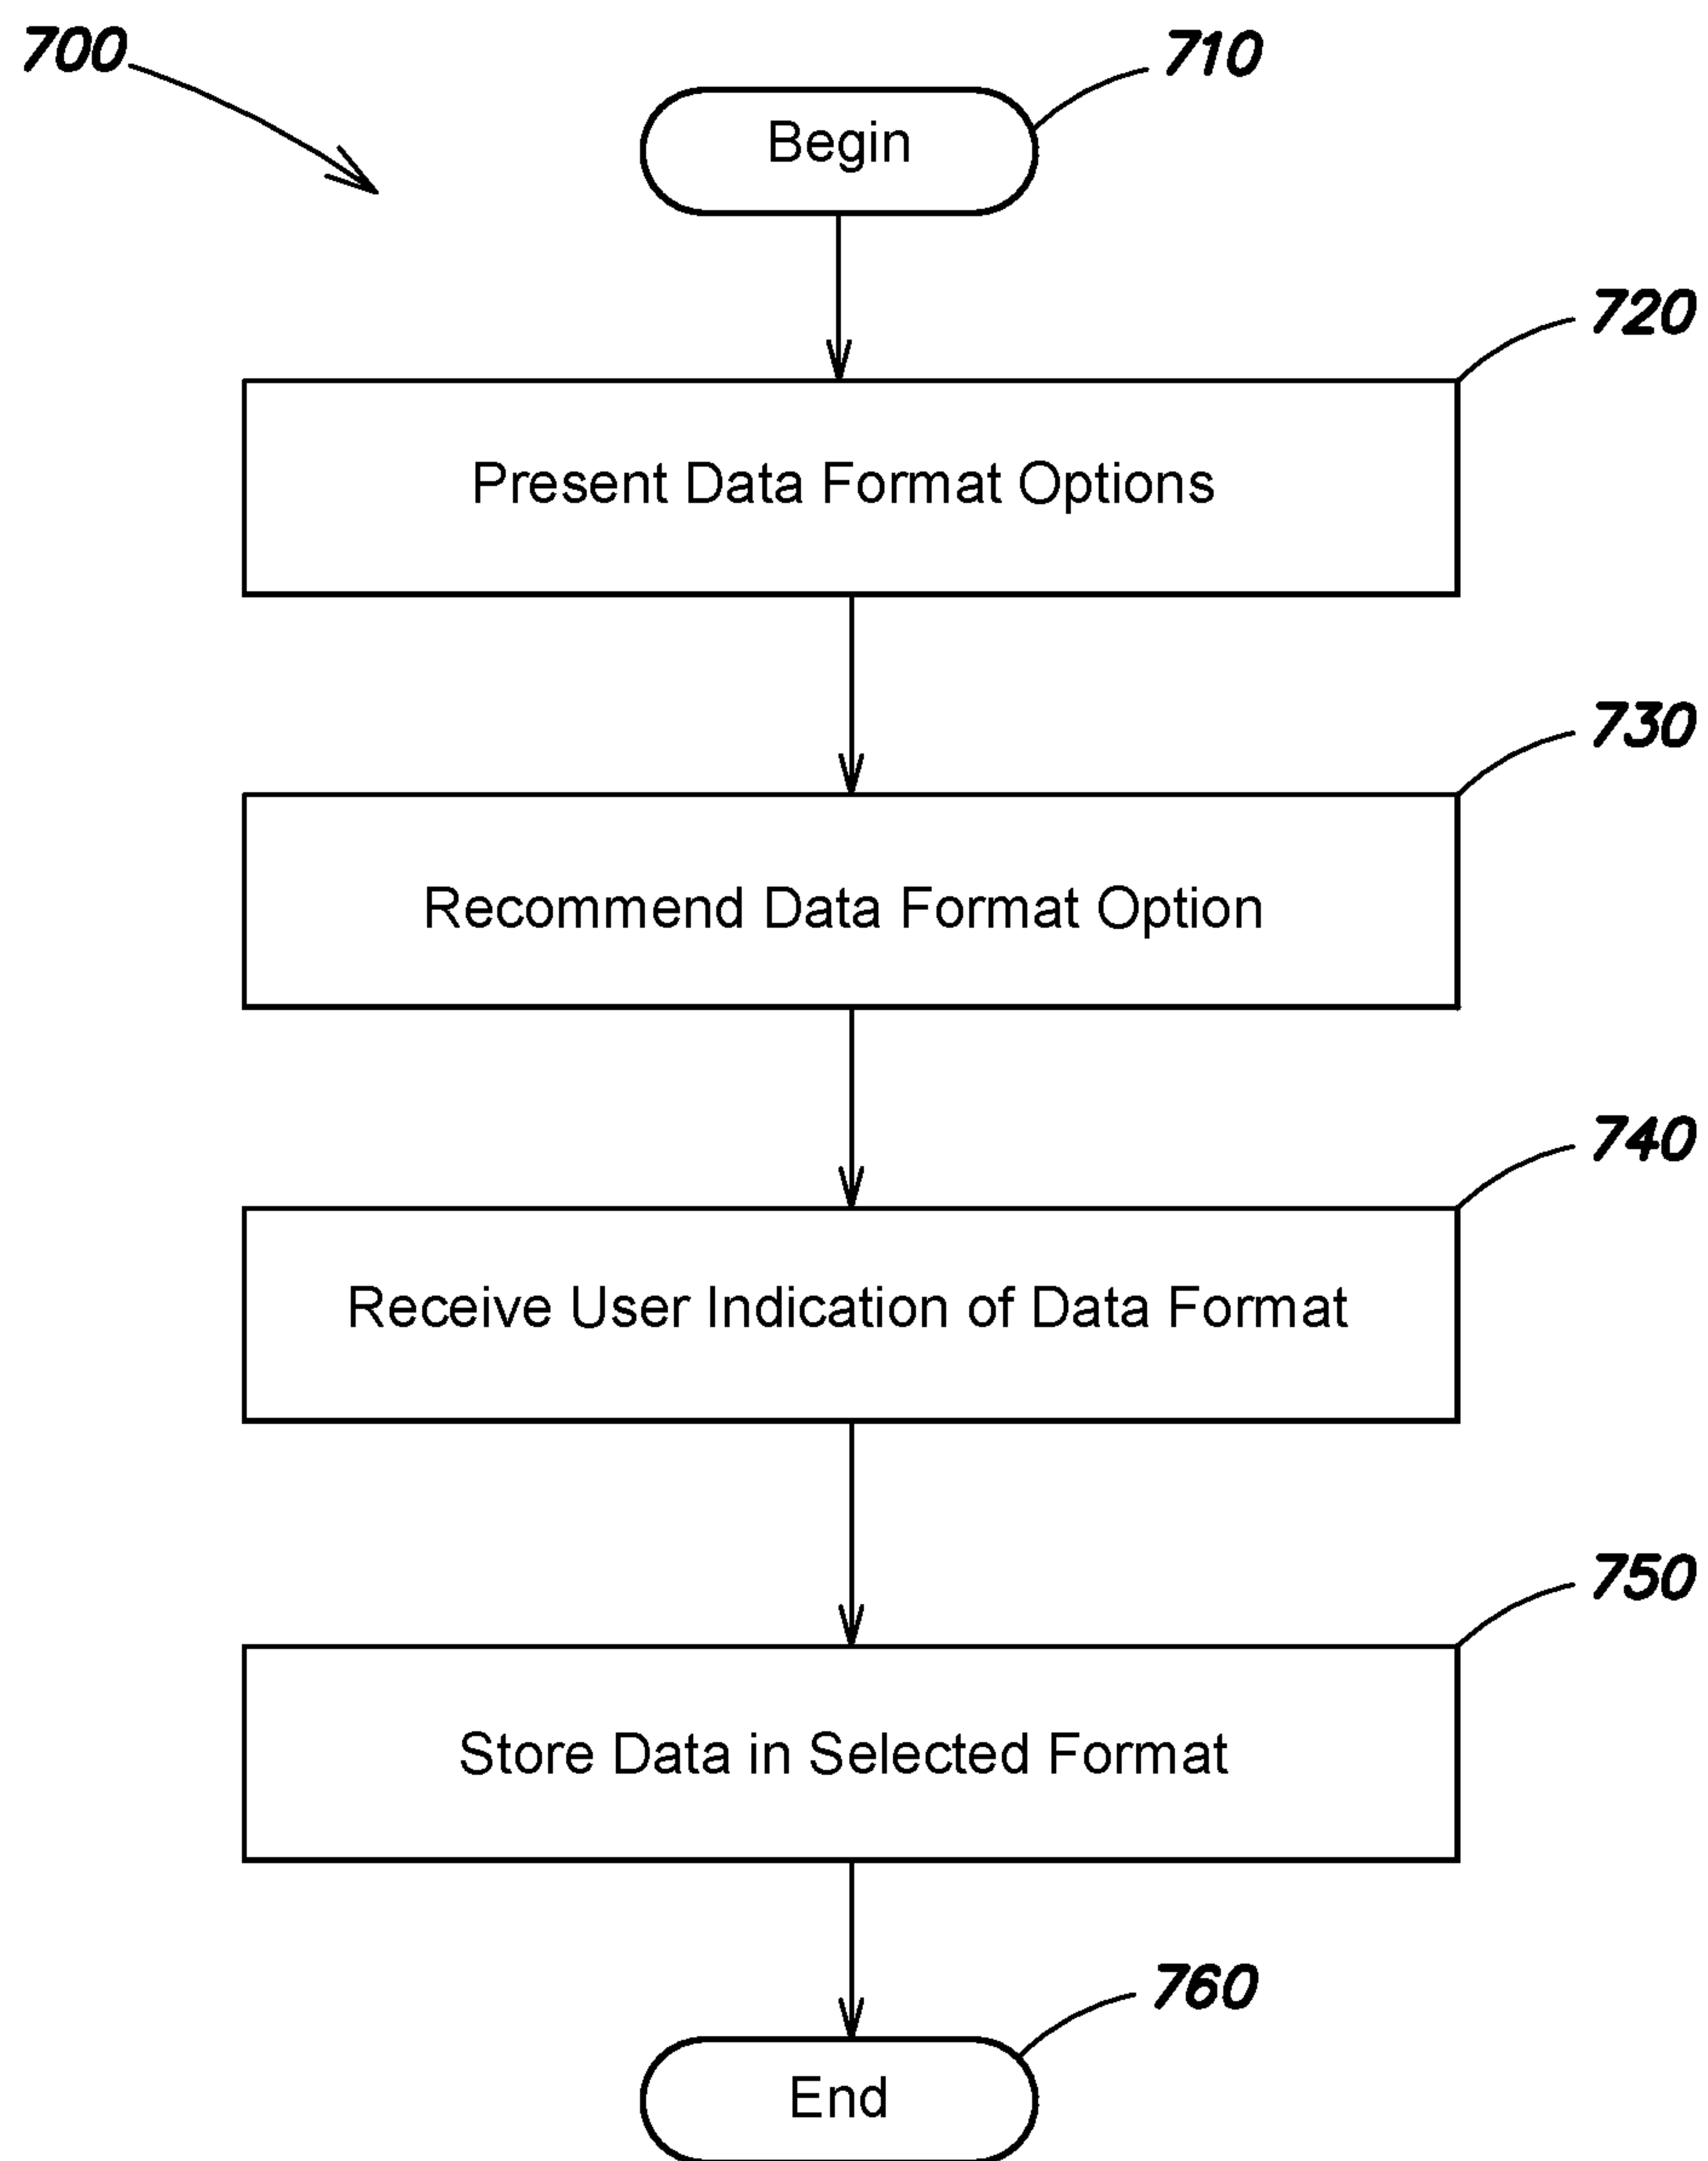 700
710
Begin
720
Present Data Format Options
730
Recommend Data Format Option
740
Receive User Indication of Data Format
750
Store Data in Selected Format
760
End